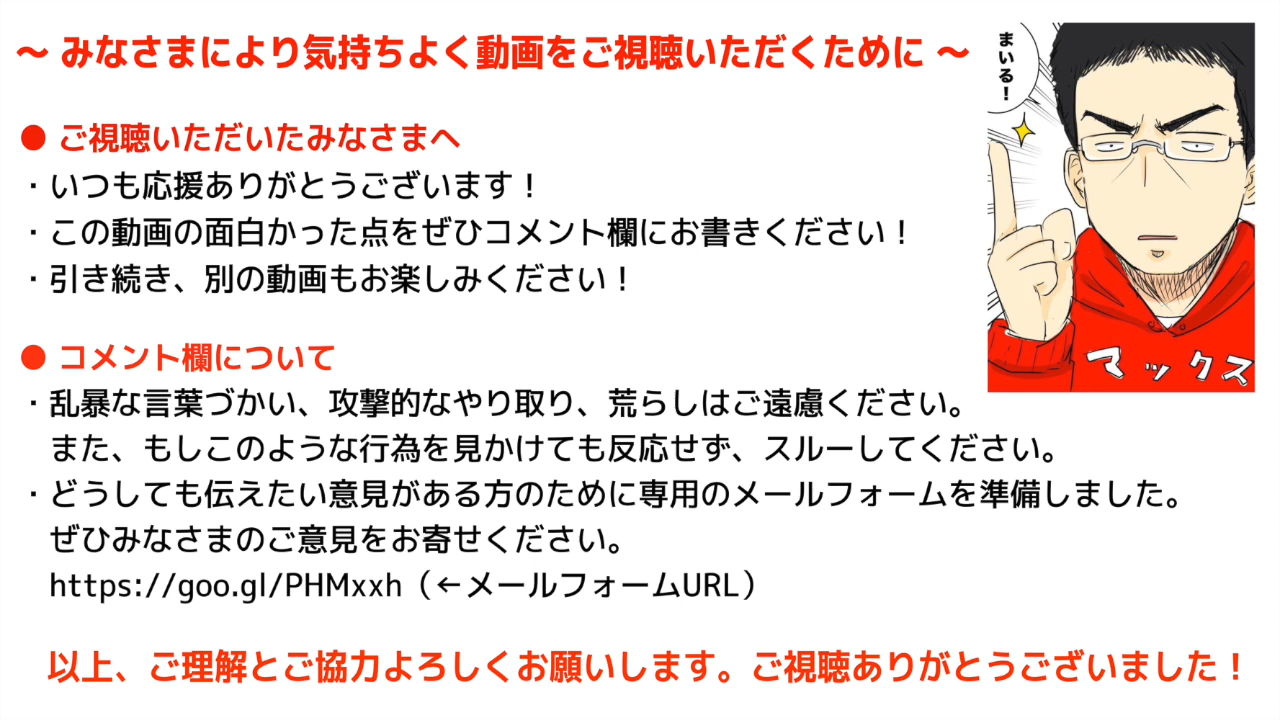 ～ みなさまにより気持ちよく動画をご視聴いただくために ～
まいる！
● ご視聴いただいたみなさまへ
・いつも応援ありがとうございます！
・この動画の面白かった点をぜひコメント欄にお書きください！
・引き続き、別の動画もお楽しみください！
マックス
● コメント欄について
・乱暴な言葉づかい、攻撃的なやり取り、荒らしはご遠慮ください。
また、もしこのような行為を見かけても反応せず、スルーしてください。
・どうしても伝えたい意見がある方のために専用のメールフォームを準備しました。
ぜひみなさまのご意見をお寄せください。
https://goo.gl/PHMxxh（←メールフォームURL）
以上、ご理解とご協力よろしくお願いします。ご視聴ありがとうございました！